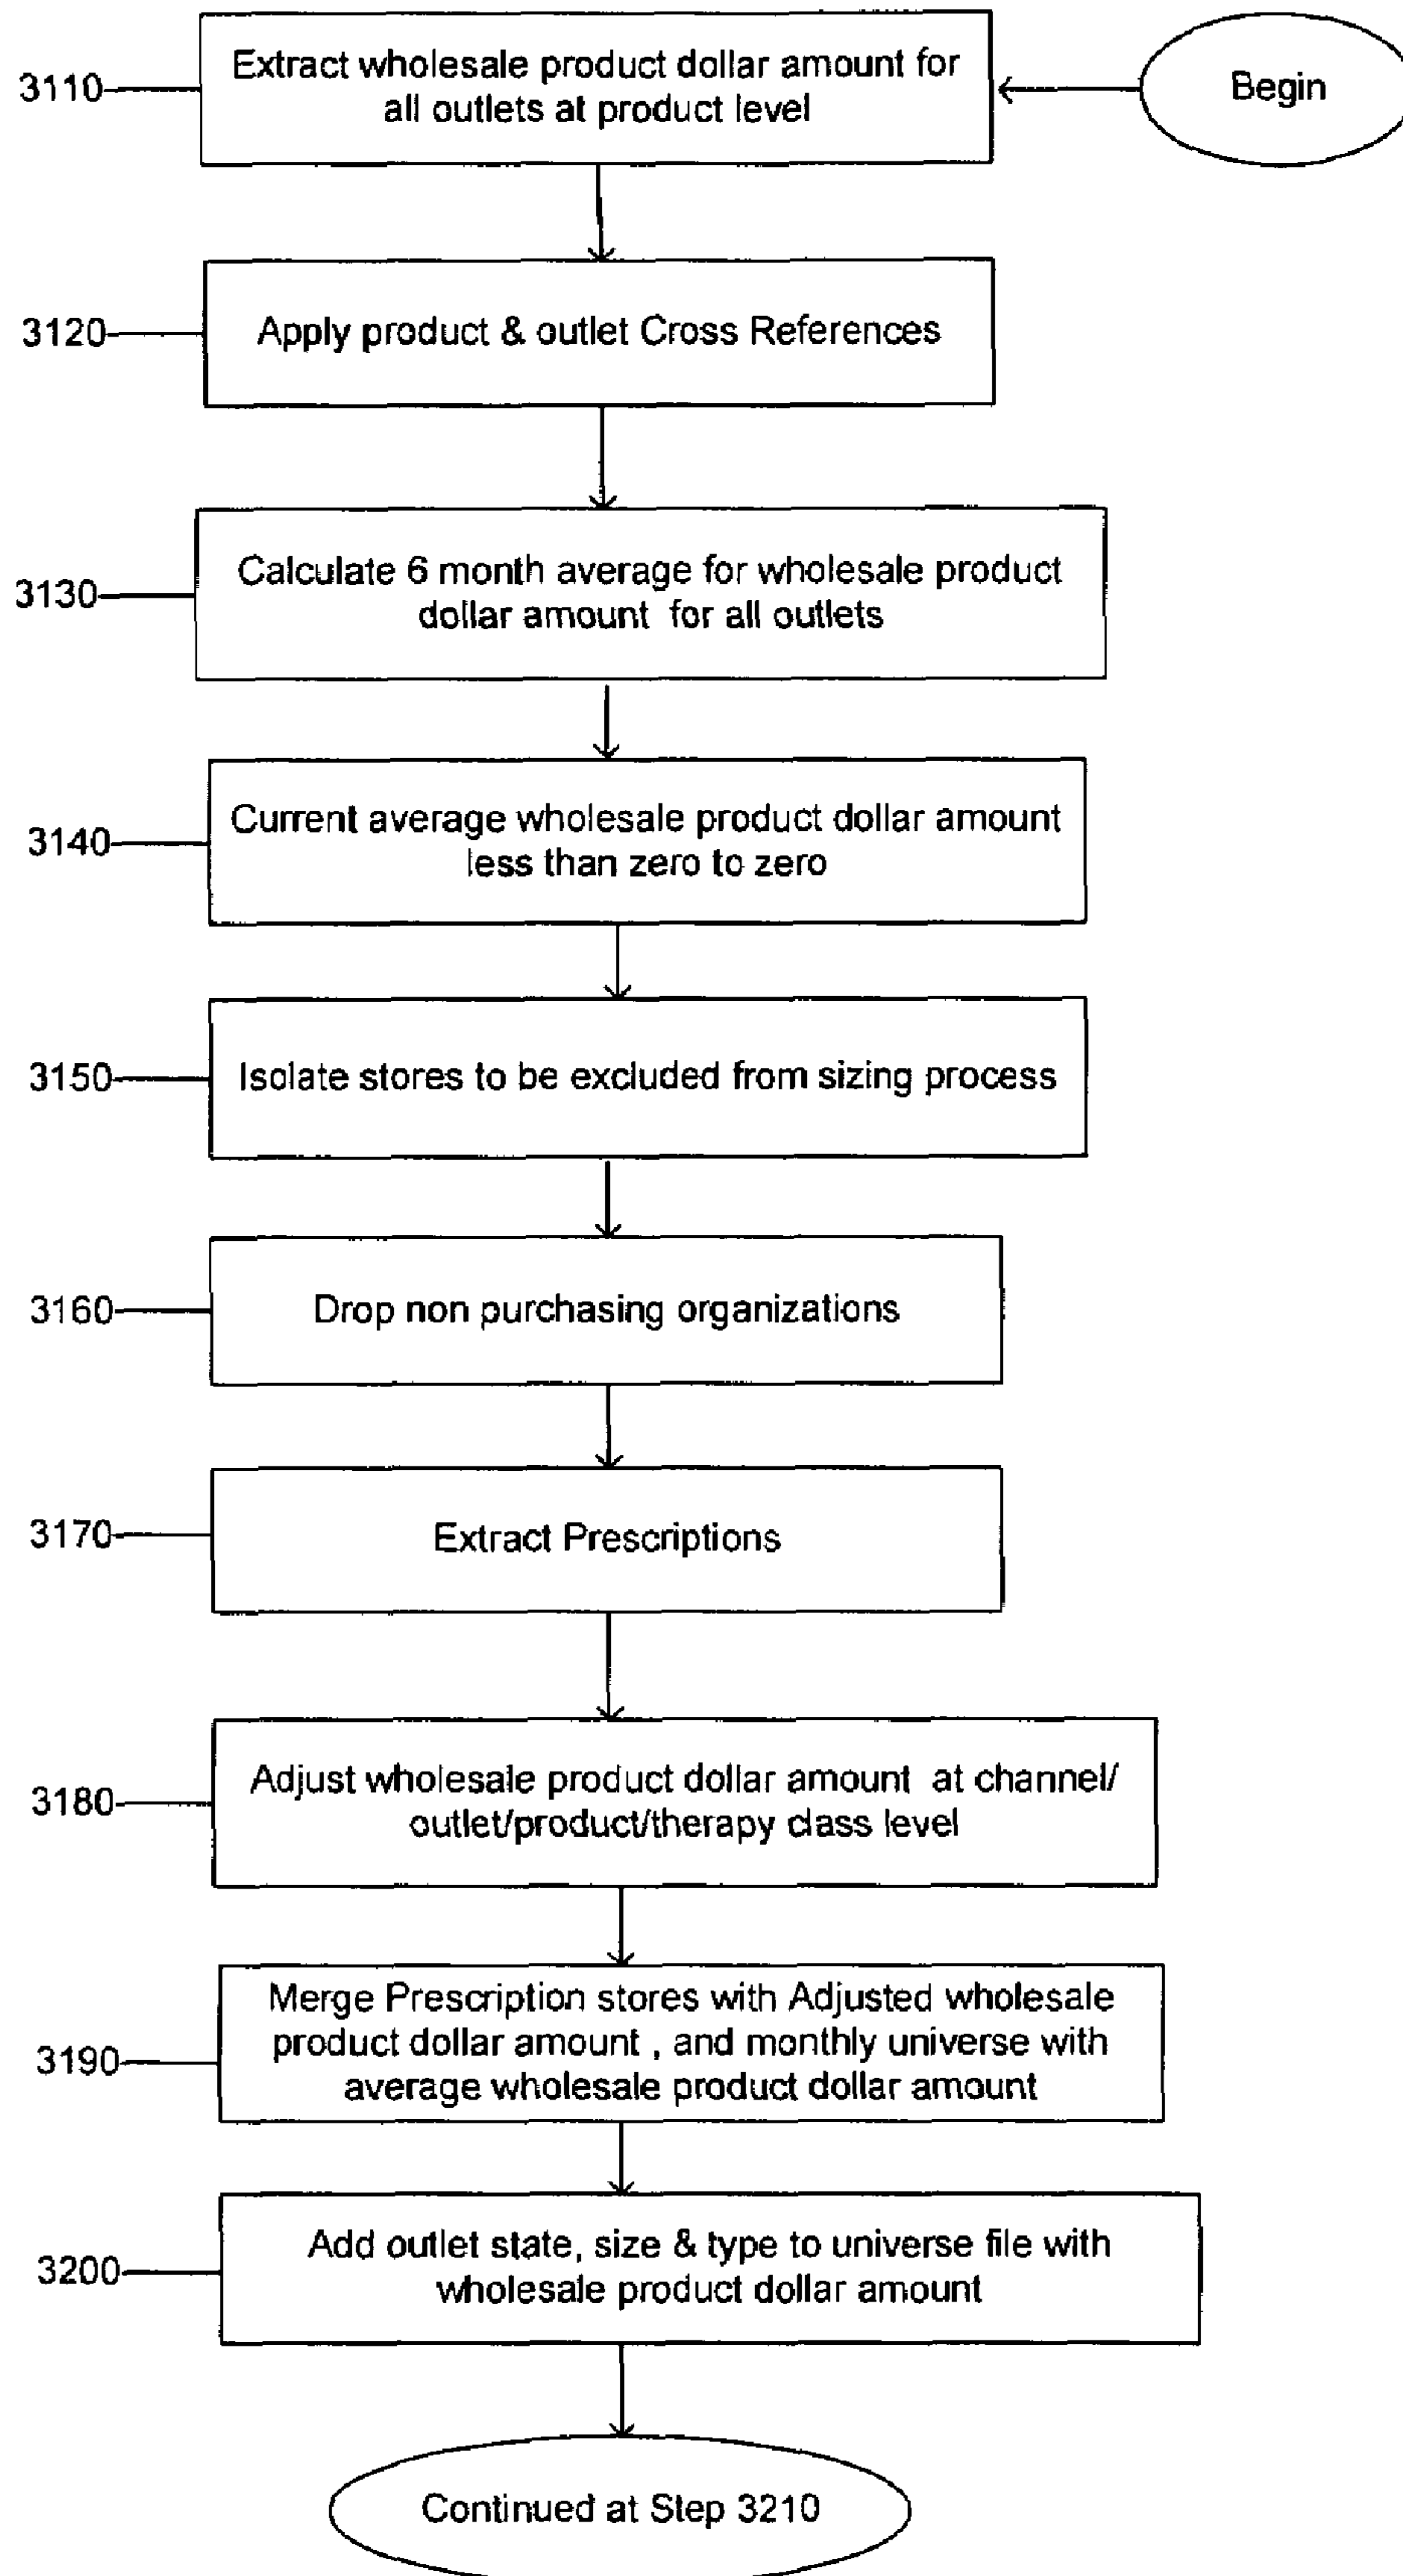 3110
Extract wholesale product dollar amount for
all outlets at product level
Begin
3120
Apply product & outlet Cross References
3130
Calculate 6 month average for wholesale product
dollar amount for all outlets
3140
Current average wholesale product dollar amount
less than zero to zero
3150
Isolate stores to be excluded from sizing process
3160
Drop non purchasing organizations
3170
Extract Prescriptions
3180
Adjust wholesale product dollar amount at channel/
outlet/product/therapy class level
3190
Merge Prescription stores with Adjusted wholesale
product dollar amount , and monthly universe with
average wholesale product dollar amount
3200
Add outlet state, size & type to universe file with
wholesale product dollar amount
Continued at Step 3210